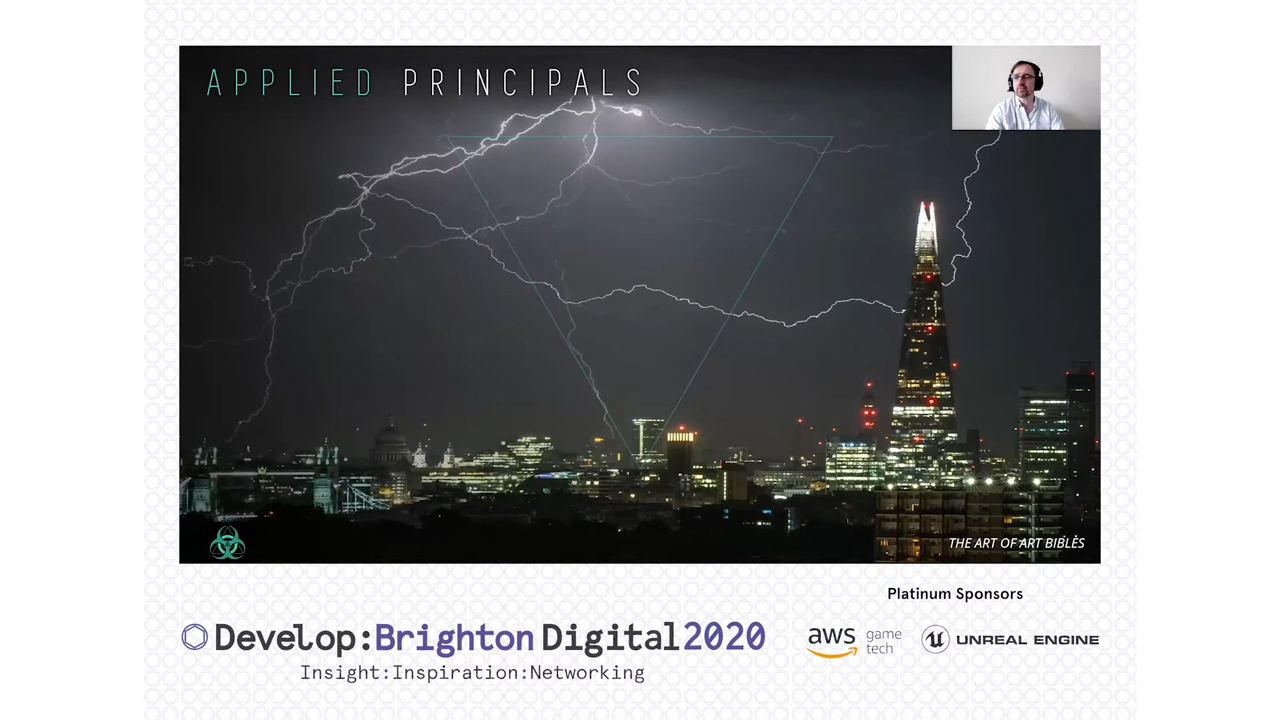 APPLIED PRINCIPALS
THE ART OF ART BIBLES
Platinum Sponsors
Develop:Brighton Digital 2020
Insight:Inspiration:Networking
aws game tech
UNREAL ENGINE